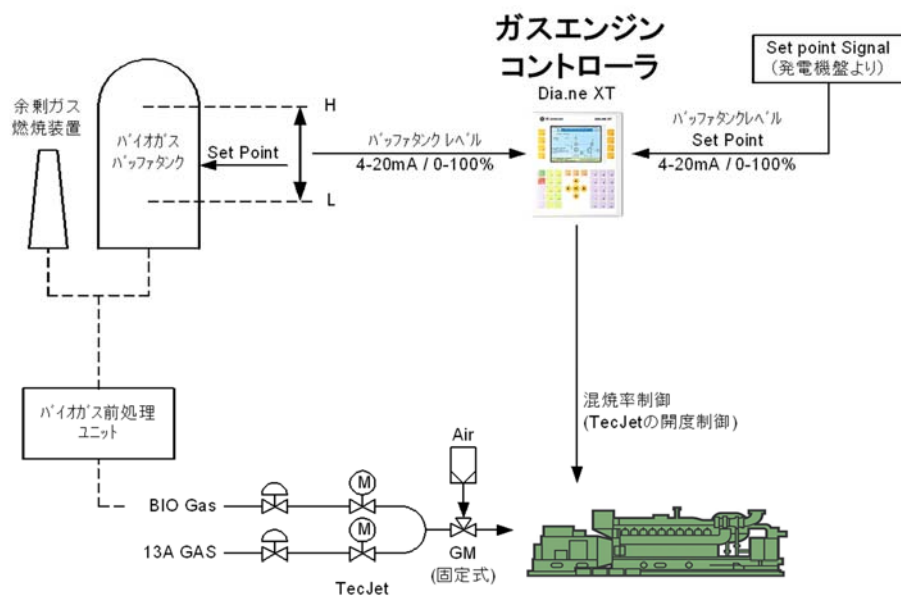 ガスエンジン
コントローラ
Dia.ne XT
Set point Signal
(発電機盤より)
余剰ガス
燃焼装置
バイオガス
バッファタンク
H
Set Point
L
バッファタンク レベル
4-20mA / 0-100%
バッファタンクレベル
Set Point
4-20mA / 0-100%
バイオガス前処理
ユニット
混焼率制御
(TecJetの開度制御)
Air
BIO Gas
M
13A GAS
M
GM
(固定式)
TecJet